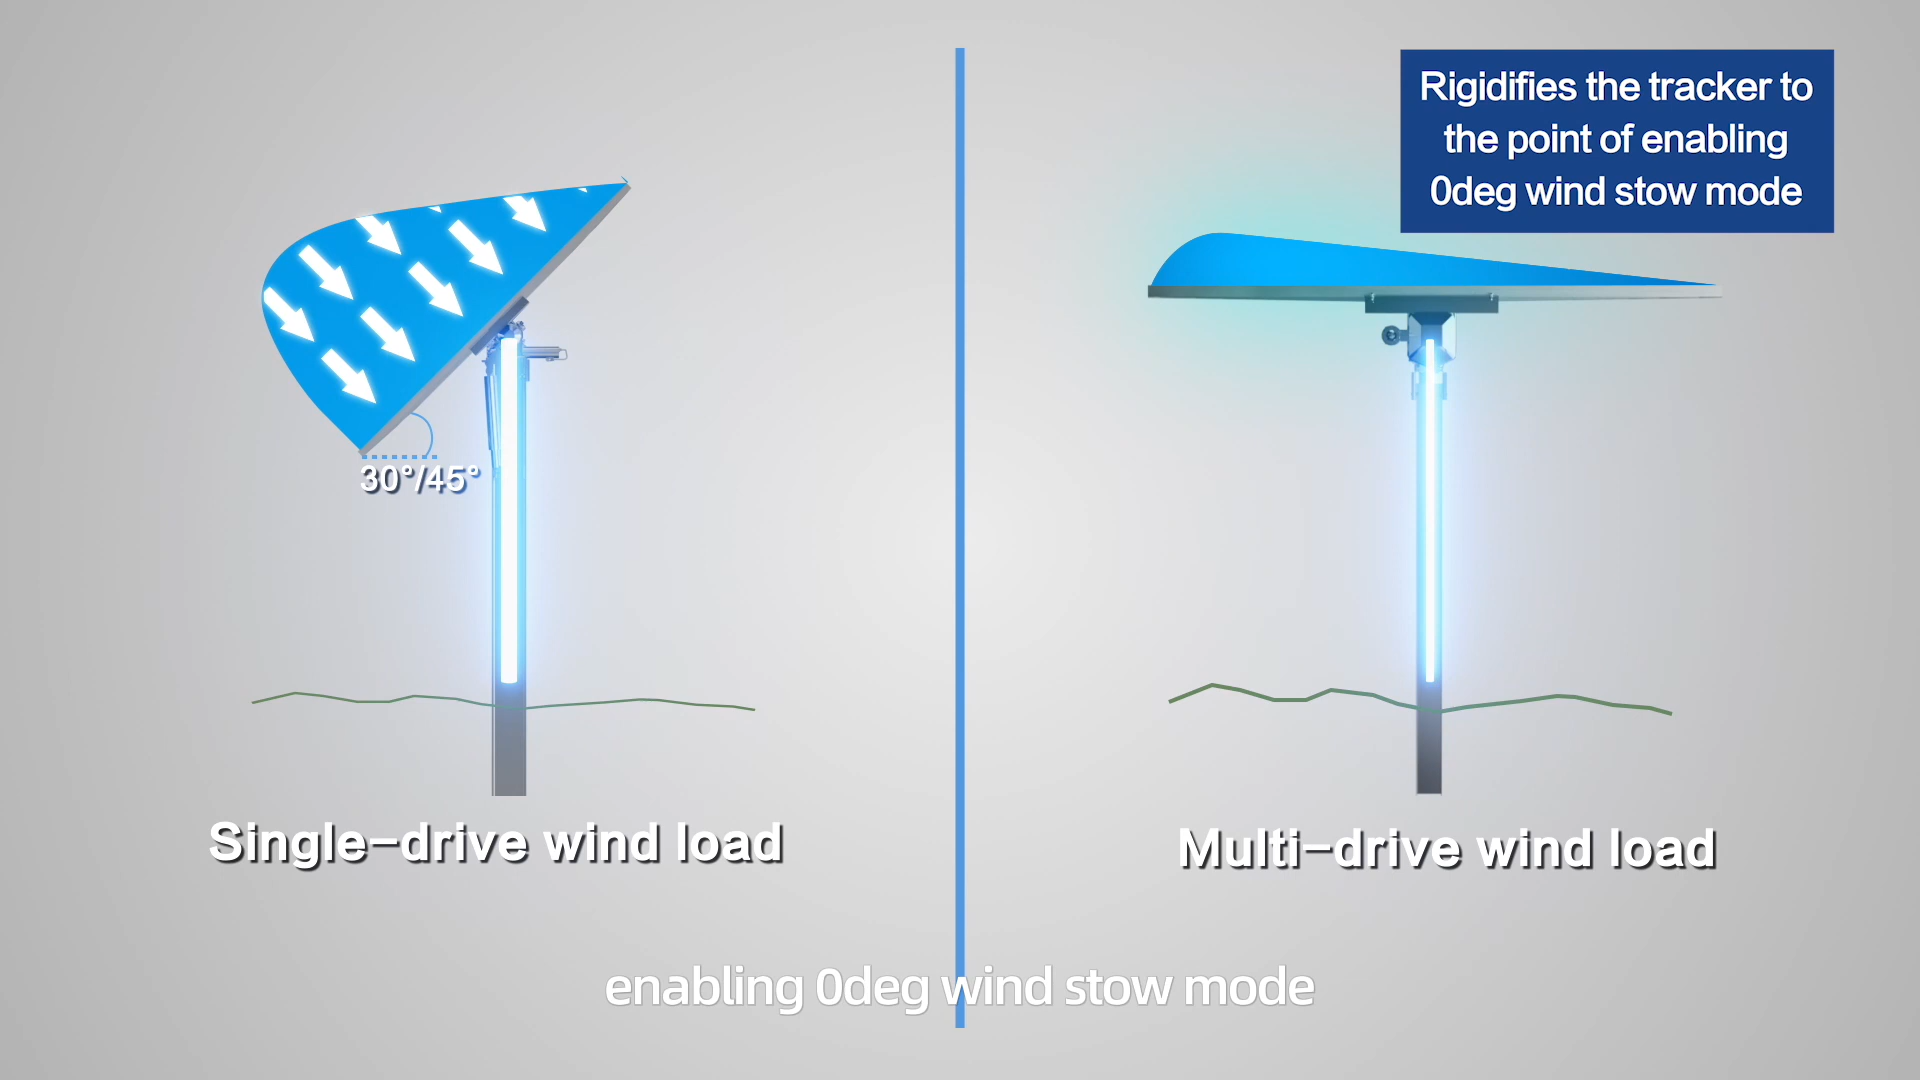 Rigidifies the tracker to
the point of enabling
0deg wind stow mode
30°/45°
Single-drive wind load
Multi-drive wind load
enabling 0deg wind stow mode